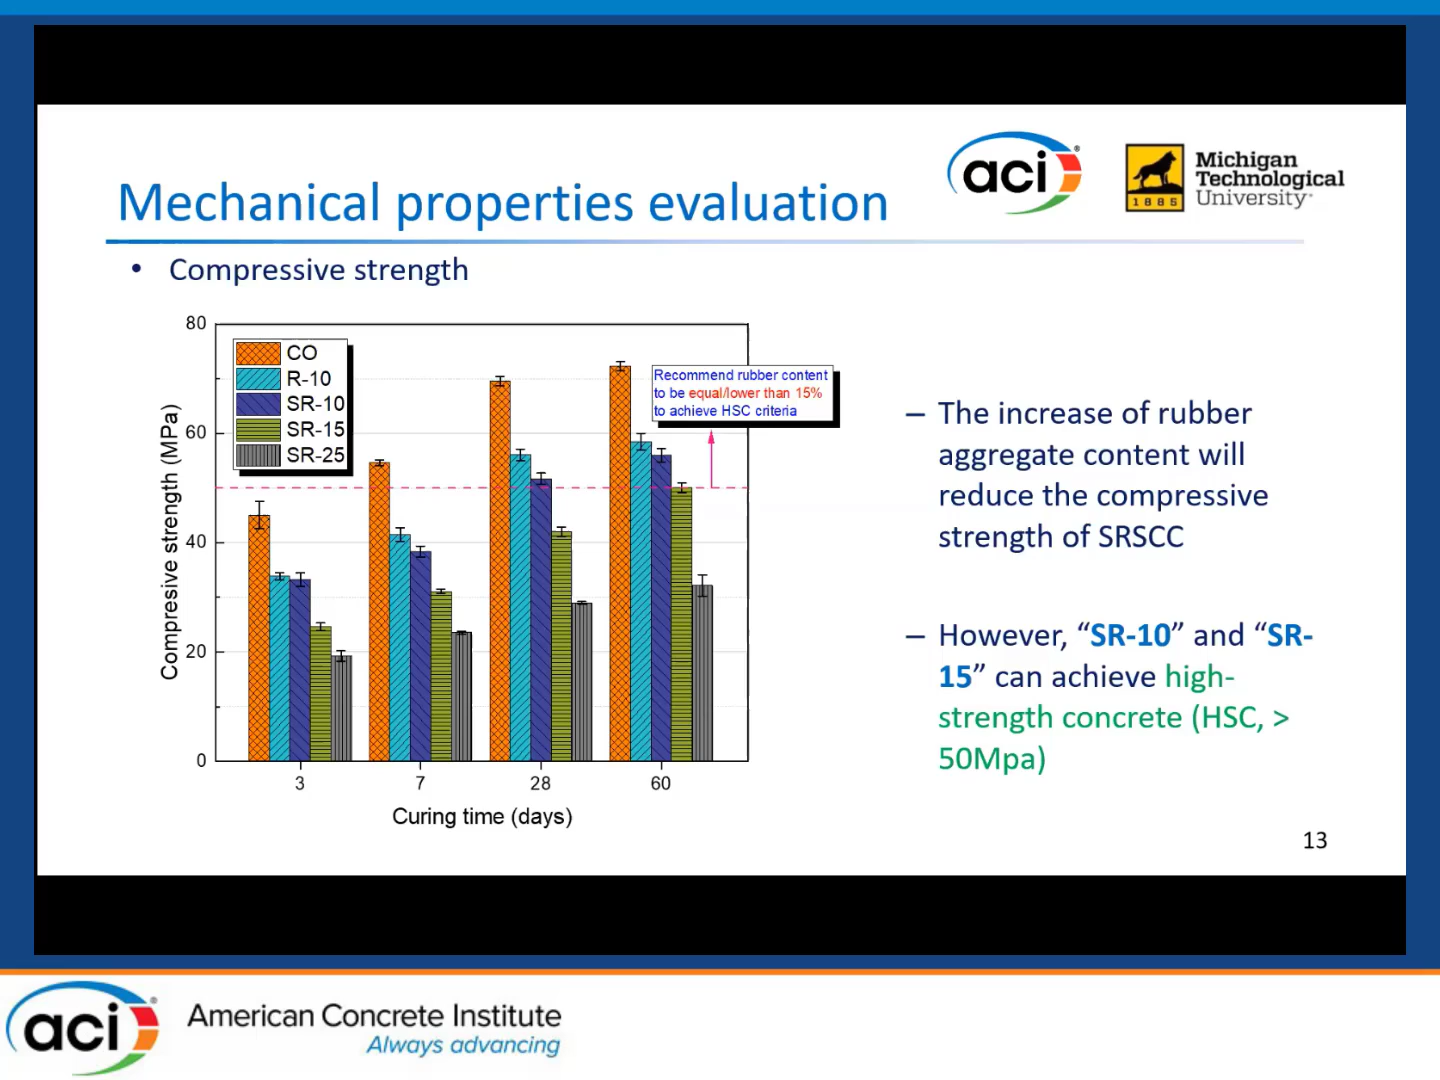 aci®
Michigan
Technological
University
1885
Mechanical properties evaluation
• Compressive strength
80
60
40
20
0
Compresive strength (MPa)
CO
R-10
SR-10
SR-15
SR-25
Recommend rubber content
to be equal/lower than 15%
to achieve HSC criteria
3 7 28 60
Curing time (days)
– The increase of rubber
aggregate content will
reduce the compressive
strength of SRSCC
– However, “SR-10” and “SR-
15” can achieve high-
strength concrete (HSC, >
50Mpa)
13
aci®
American Concrete Institute
Always advancing